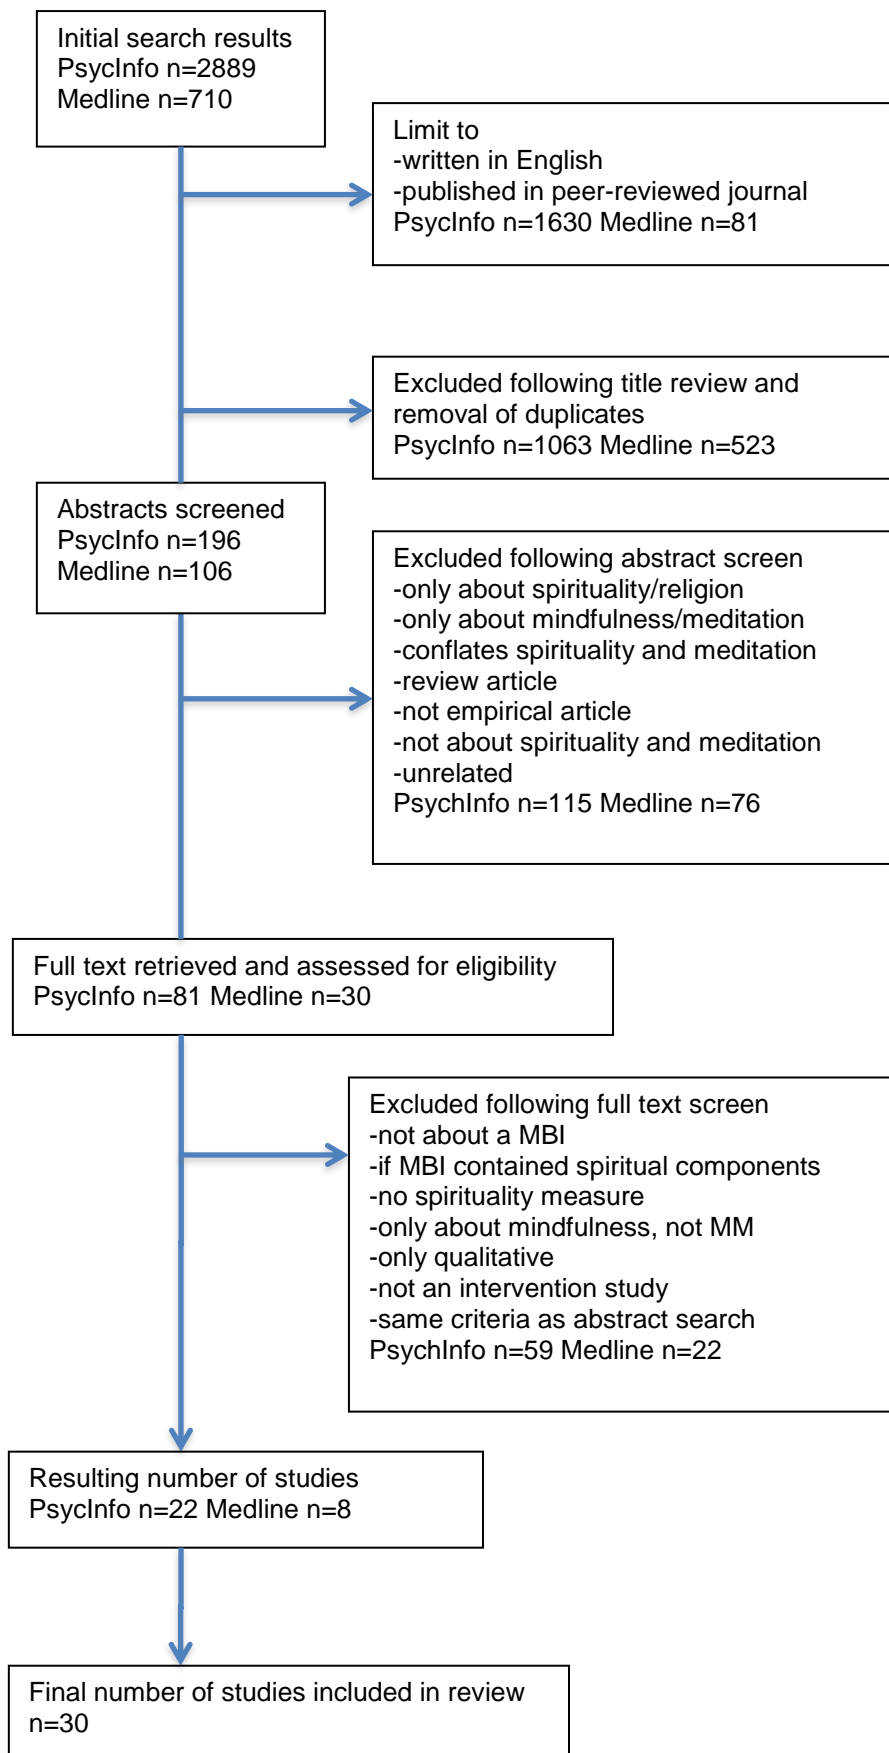 Initial search results
PsycInfo n=2889
Medline n=710
Limit to
-written in English
-published in peer-reviewed journal
PsycInfo n=1630 Medline n=81
Excluded following title review and
removal of duplicates
PsycInfo n=1063 Medline n=523
Abstracts screened
PsycInfo n=196
Medline n=106
Excluded following abstract screen
-only about spirituality/religion
-only about mindfulness/meditation
-conflates spirituality and meditation
-review article
-not empirical article
-not about spirituality and meditation
-unrelated
PsychInfo n=115 Medline n=76
Full text retrieved and assessed for eligibility
PsycInfo n=81 Medline n=30
Excluded following full text screen
-not about a MBI
-if MBI contained spiritual components
-no spirituality measure
-only about mindfulness, not MM
-only qualitative
-not an intervention study
-same criteria as abstract search
PsychInfo n=59 Medline n=22
Resulting number of studies
PsycInfo n=22 Medline n=8
Final number of studies included in review
n=30